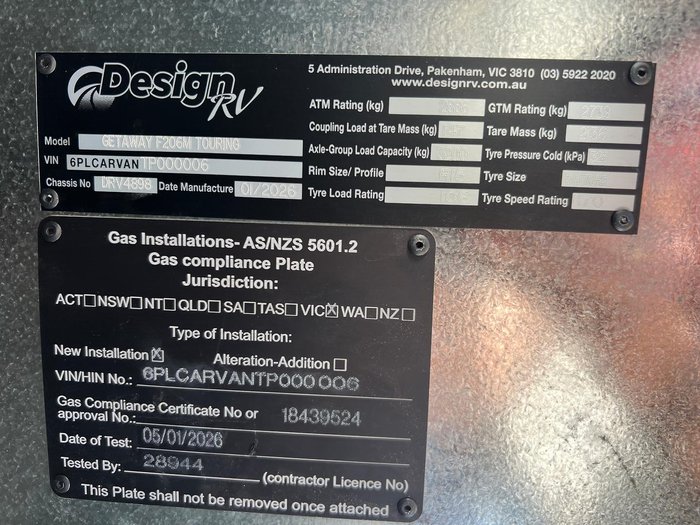 Design RV
5 Administration Drive, Pakenham, VIC 3810 (03) 5922 2020
www.designrv.com.au
Model GETAWAY F206M TOURING
VIN 6PLCARVANTP000006
Chassis No DRV4898 Date Manufacture 01/2026
ATM Rating (kg) GTM Rating (kg)
Coupling Load at Tare Mass (kg) Tare Mass (kg)
Axle-Group Load Capacity (kg) Tyre Pressure Cold (kPa)
Rim Size/ Profile Tyre Size
Tyre Load Rating Tyre Speed Rating
Gas Installations- AS/NZS 5601.2
Gas compliance Plate
Jurisdiction:
ACT☐NSW☐NT☐QLD☐SA☐TAS☐VIC☒WA☐NZ☐
Type of Installation:
New Installation☒ Alteration-Addition☐
VIN/HIN No.: 6PLCARVANTP000006
Gas Compliance Certificate No or
approval No.: 18439524
Date of Test: 05/01/2026
Tested By: 28944
(contractor Licence No)
This Plate shall not be removed once attached